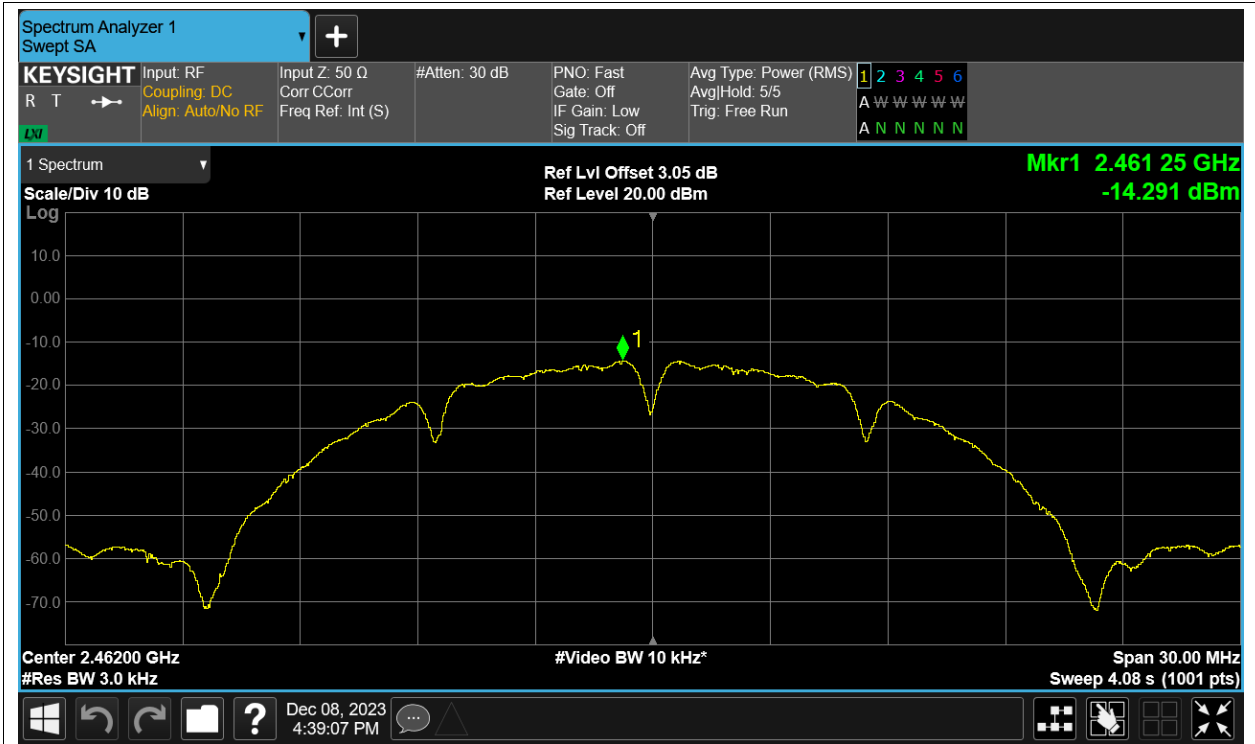 Spectrum Analyzer 1
Swept SA
KEYSIGHT
R T
LXI
Input: RF
Coupling: DC
Align: Auto/No RF
Input Z: 50 Ω
Corr CCorr
Freq Ref: Int (S)
#Atten: 30 dB
PNO: Fast
Gate: Off
IF Gain: Low
Sig Track: Off
Avg Type: Power (RMS)
Avg|Hold: 5/5
Trig: Free Run
1 2 3 4 5 6
A W W W W W
A N N N N N
1 Spectrum
Scale/Div 10 dB
Log
Ref Lvl Offset 3.05 dB
Ref Level 20.00 dBm
Mkr1 2.461 25 GHz
-14.291 dBm
10.0
0.00
-10.0
-20.0
-30.0
-40.0
-50.0
-60.0
-70.0
1
Center 2.46200 GHz
#Res BW 3.0 kHz
#Video BW 10 kHz*
Span 30.00 MHz
Sweep 4.08 s (1001 pts)
?
Dec 08, 2023
4:39:07 PM